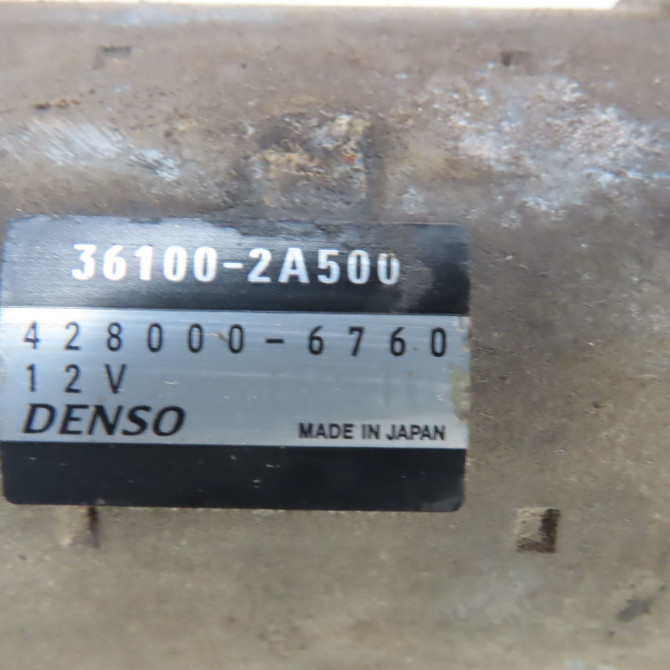 36100-2A500
428000-6760
12V
DENSO
MADE IN JAPAN